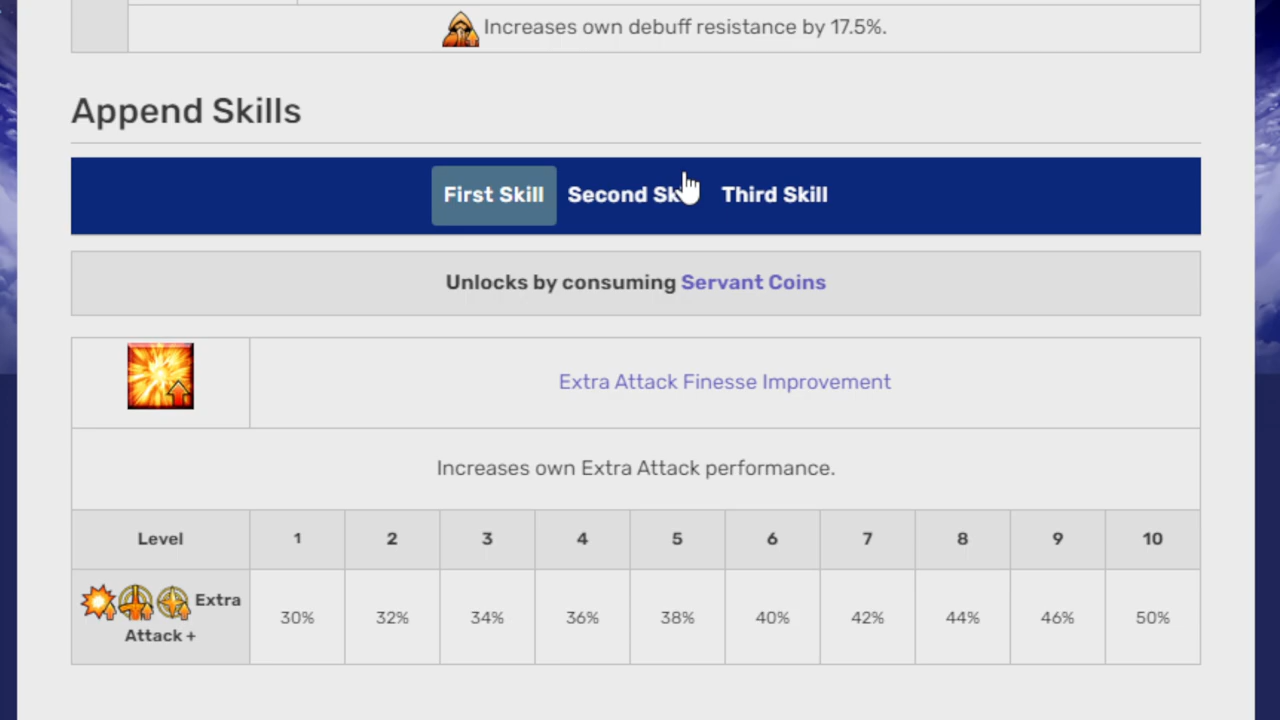 Increases own debuff resistance by 17.5%.
Append Skills
First Skill Second Sk Third Skill
Unlocks by consuming Servant Coins
Extra Attack Finesse Improvement
Increases own Extra Attack performance.
Level 1 2 3 4 5 6 7 8 9 10
Extra
Attack + 30% 32% 34% 36% 38% 40% 42% 44% 46% 50%